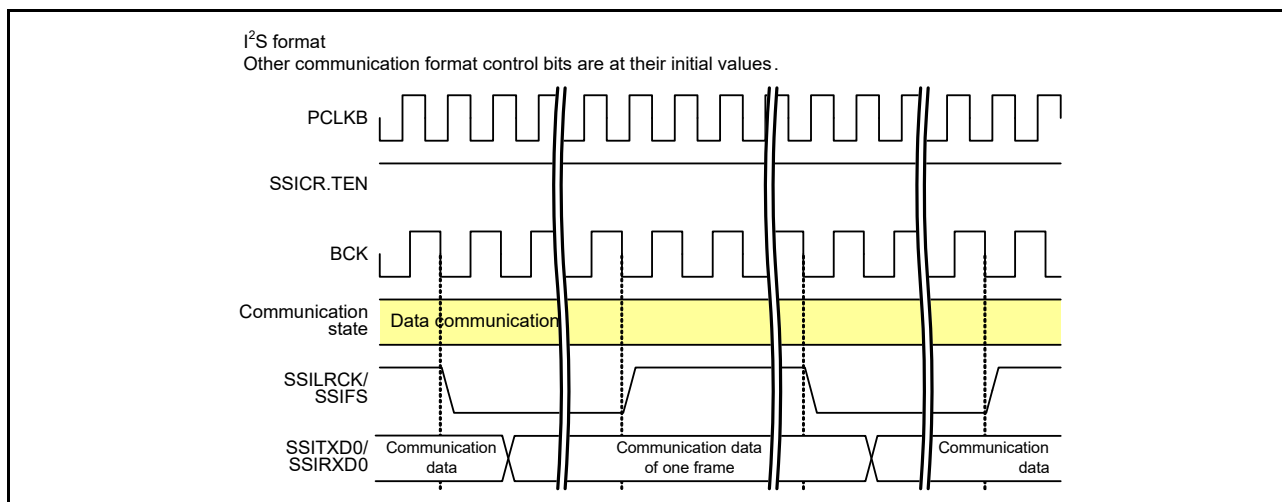 I²S format
Other communication format control bits are at their initial values.
PCLKB
SSICR.TEN
BCK
Communication
state
Data communication
SSILRCK/
SSIFS
SSITXD0/
SSIRXD0
Communication
data
Communication data
of one frame
Communication
data